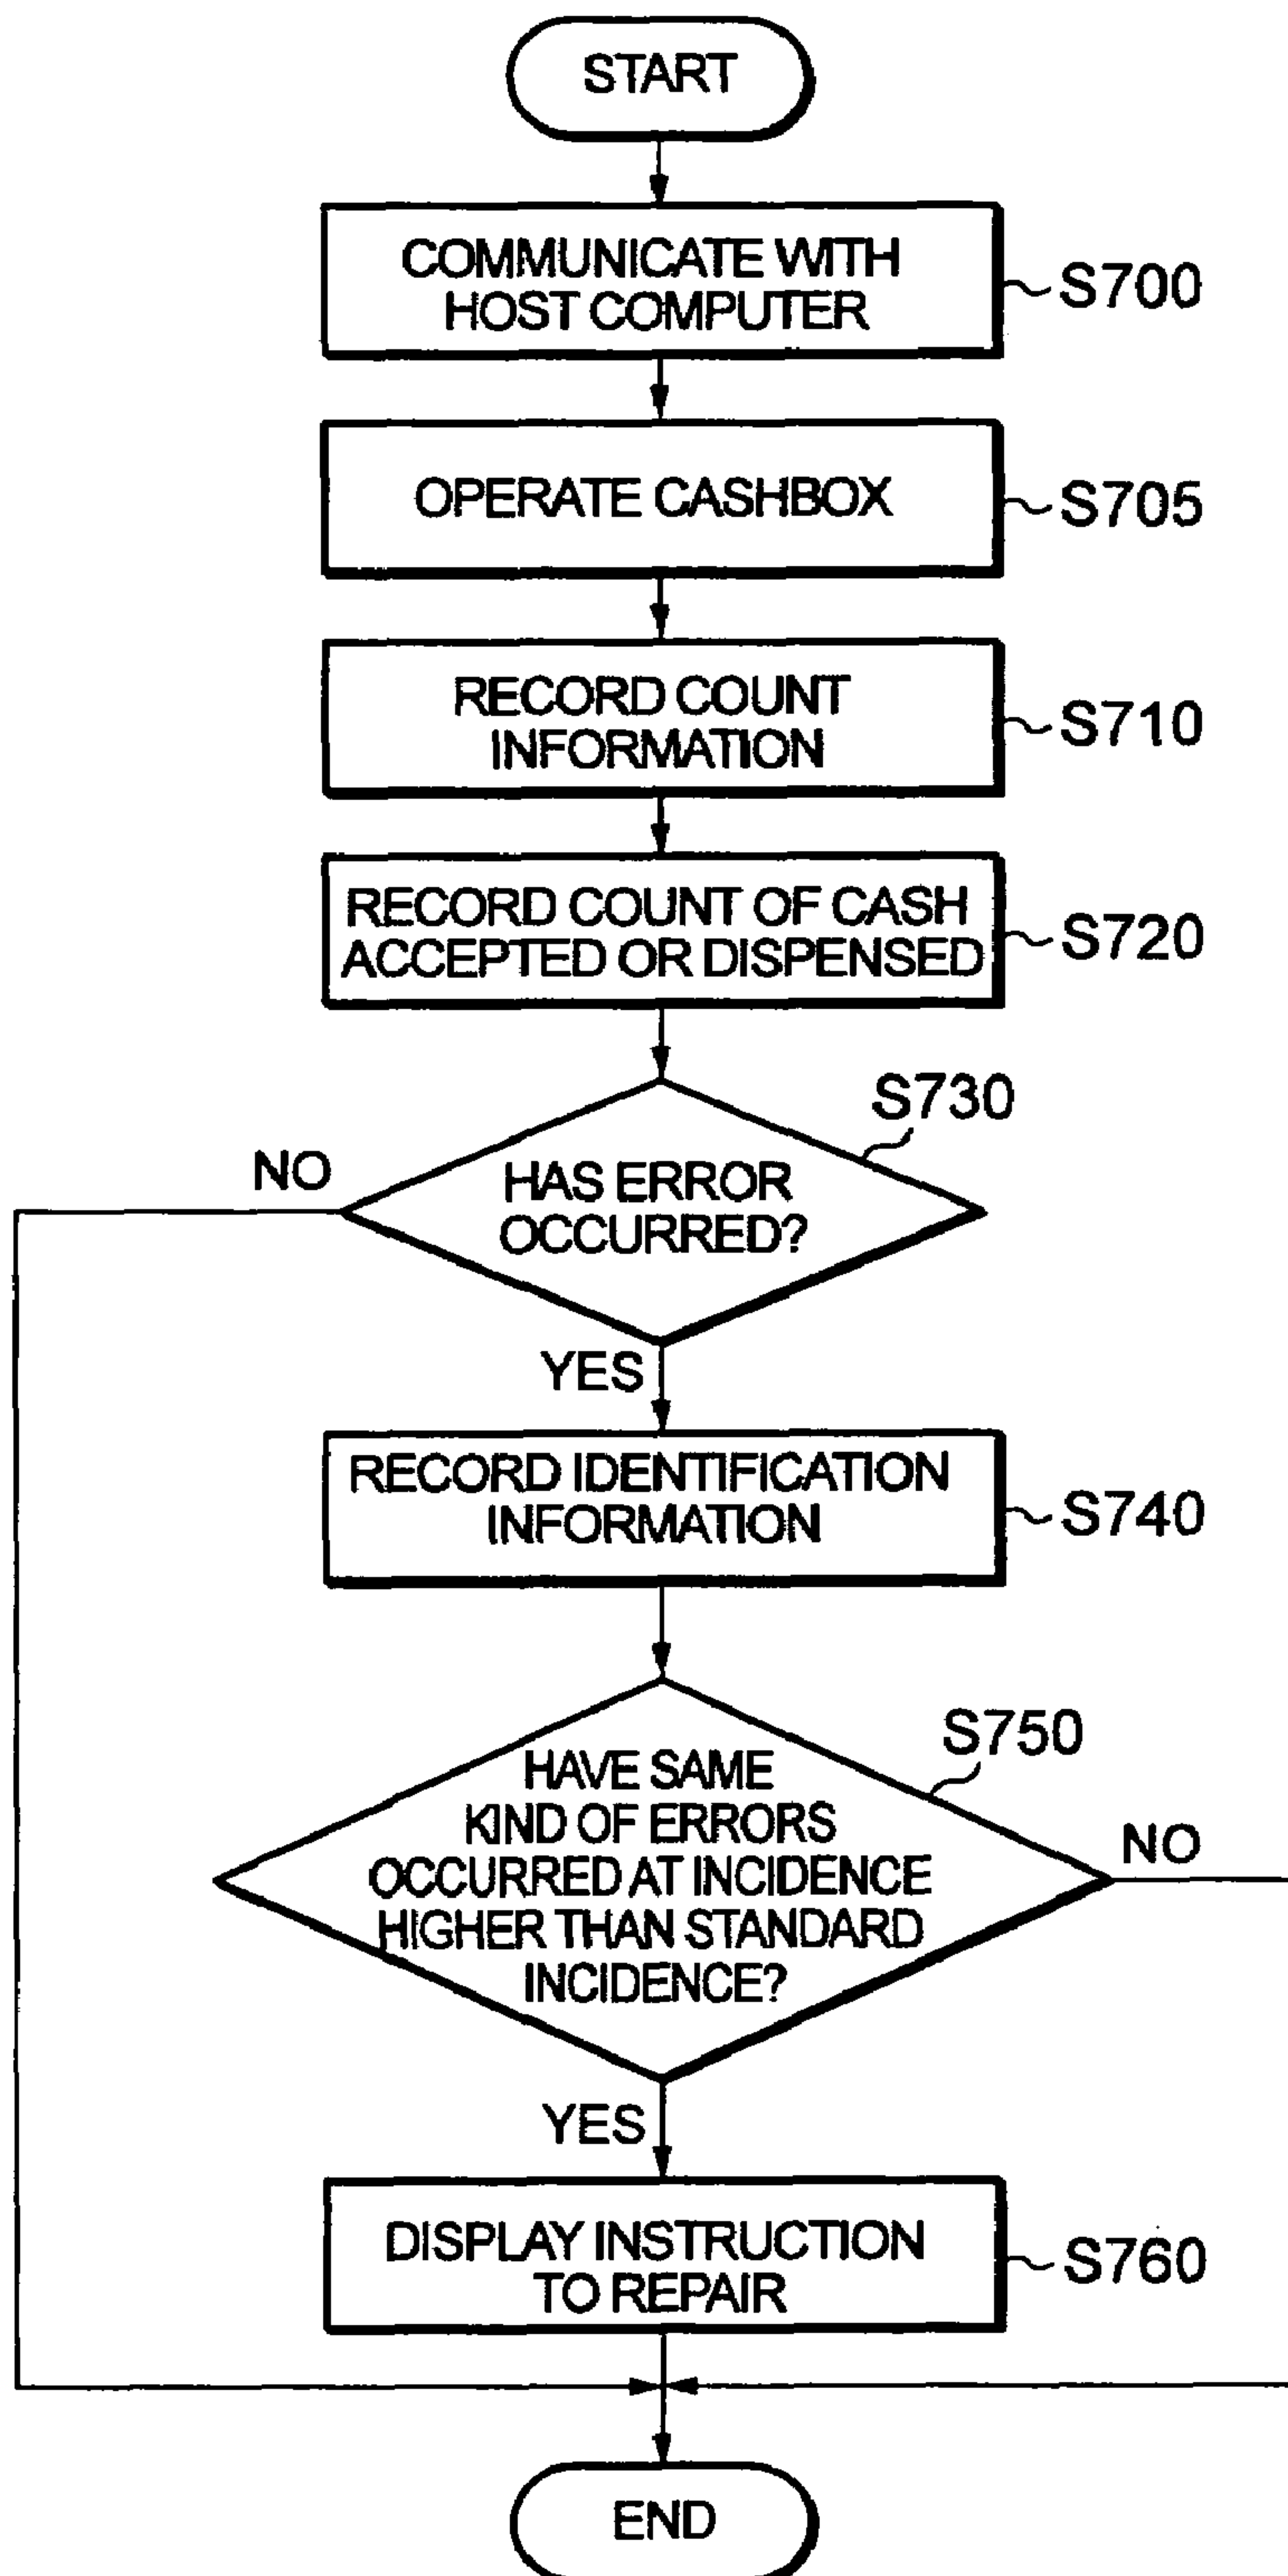 START
COMMUNICATE WITH
HOST COMPUTER
S700
OPERATE CASHBOX
S705
RECORD COUNT
INFORMATION
S710
RECORD COUNT OF CASH
ACCEPTED OR DISPENSED
S720
S730
NO
HAS ERROR
OCCURRED?
YES
RECORD IDENTIFICATION
INFORMATION
S740
S750
HAVE SAME
KIND OF ERRORS
OCCURRED AT INCIDENCE
HIGHER THAN STANDARD
INCIDENCE?
NO
YES
DISPLAY INSTRUCTION
TO REPAIR
S760
END